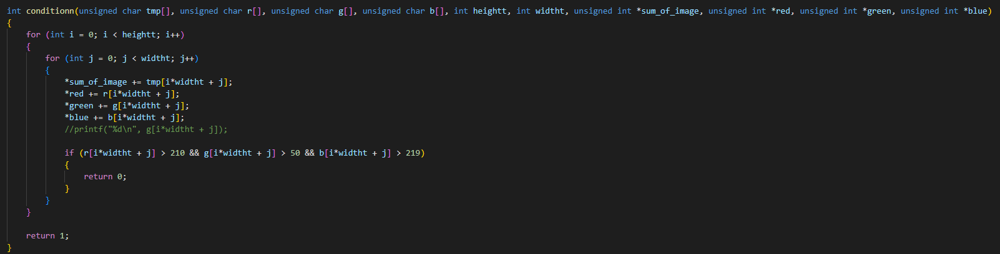 int conditionn(unsigned char tmp[], unsigned char r[], unsigned char g[], unsigned char b[], int heightt, int widtht, unsigned int *sum_of_image, unsigned int *red, unsigned int *green, unsigned int *blue)
{
    for (int i = 0; i < heightt; i++)
    {
        for (int j = 0; j < widtht; j++)
        {
            *sum_of_image += tmp[i*widtht + j];
            *red += r[i*widtht + j];
            *green += g[i*widtht + j];
            *blue += b[i*widtht + j];
            //printf("%d\n", g[i*widtht + j]);

            if (r[i*widtht + j] > 210 && g[i*widtht + j] > 50 && b[i*widtht + j] > 219)
            {
                return 0;
            }
        }
    }

    return 1;
}